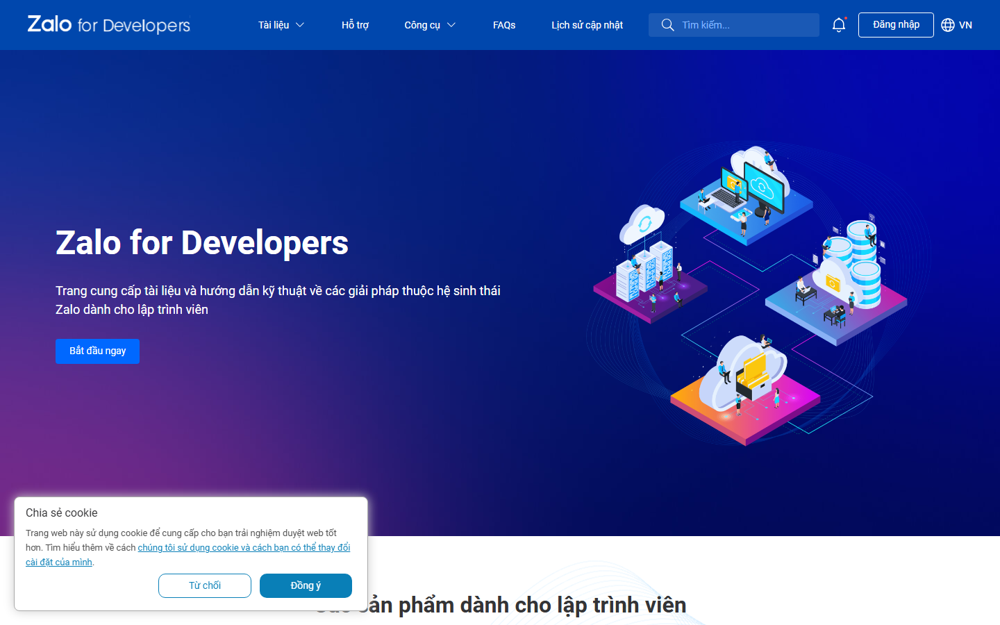 Zalo for Developers
Tài liệu
Hỗ trợ
Công cụ
FAQs
Lịch sử cập nhật
Tìm kiếm...
Đăng nhập
VN
Zalo for Developers
Trang cung cấp tài liệu và hướng dẫn kỹ thuật về các giải pháp thuộc hệ sinh thái
Zalo dành cho lập trình viên
Bắt đầu ngay
Chia sẻ cookie
Trang web này sử dụng cookie để cung cấp cho bạn trải nghiệm duyệt web tốt
hơn. Tìm hiểu thêm về cách chúng tôi sử dụng cookie và cách bạn có thể thay đổi
cài đặt của mình.
Từ chối
Đồng ý
sản phẩm dành cho lập trình viên